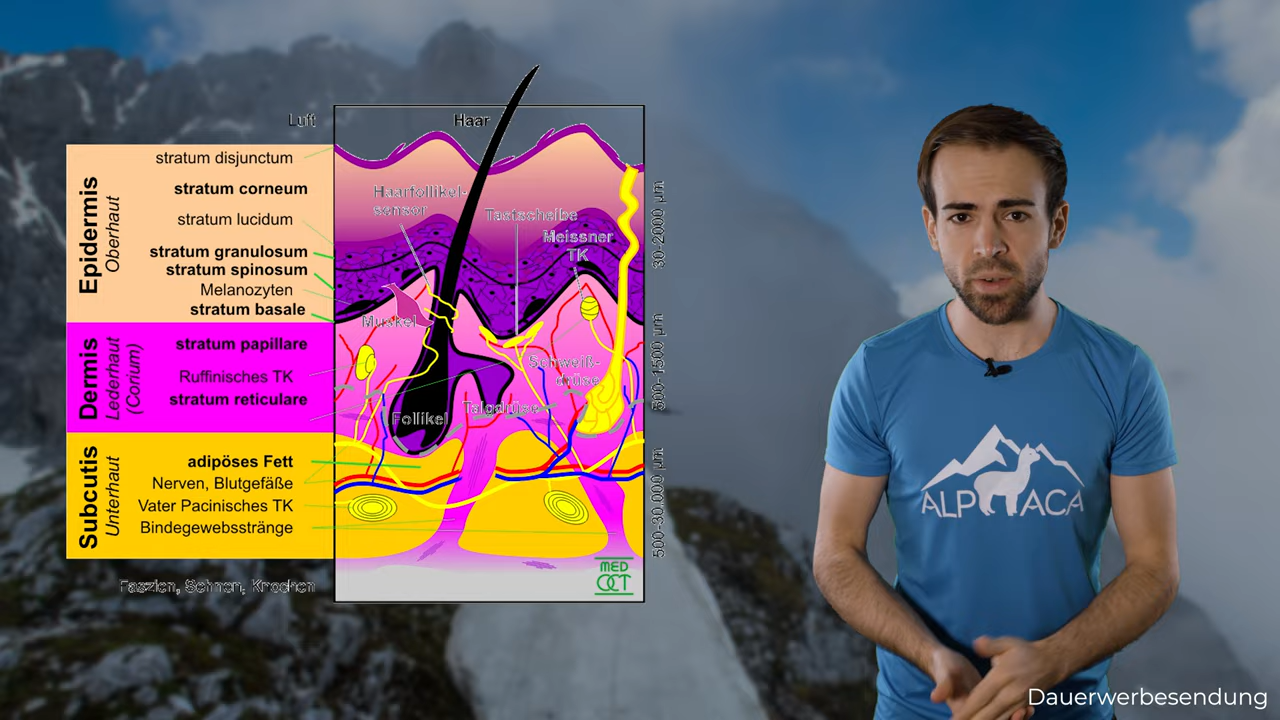 Luft
Haar
Epidermis
Oberhaut
stratum disjunctum
stratum corneum
stratum lucidum
stratum granulosum
stratum spinosum
Melanozyten
stratum basale
Dermis
Lederhaut
(Corium)
stratum papillare
Ruffinisches TK
stratum reticulare
Subcutis
Unterhaut
adipöses Fett
Nerven, Blutgefäße
Vater Pacinisches TK
Bindegewebsstränge
Faszien, Sehnen, Knochen
Haarfollikel-
sensor
Tastscheibe
Meissner
TK
Muskel
Schweiß-
drüse
Talgdrüse
Follikel
30-2000 µm
500-1500 µm
500-30.000 µm
MED
OCT
ALPACA
Dauerwerbesendung